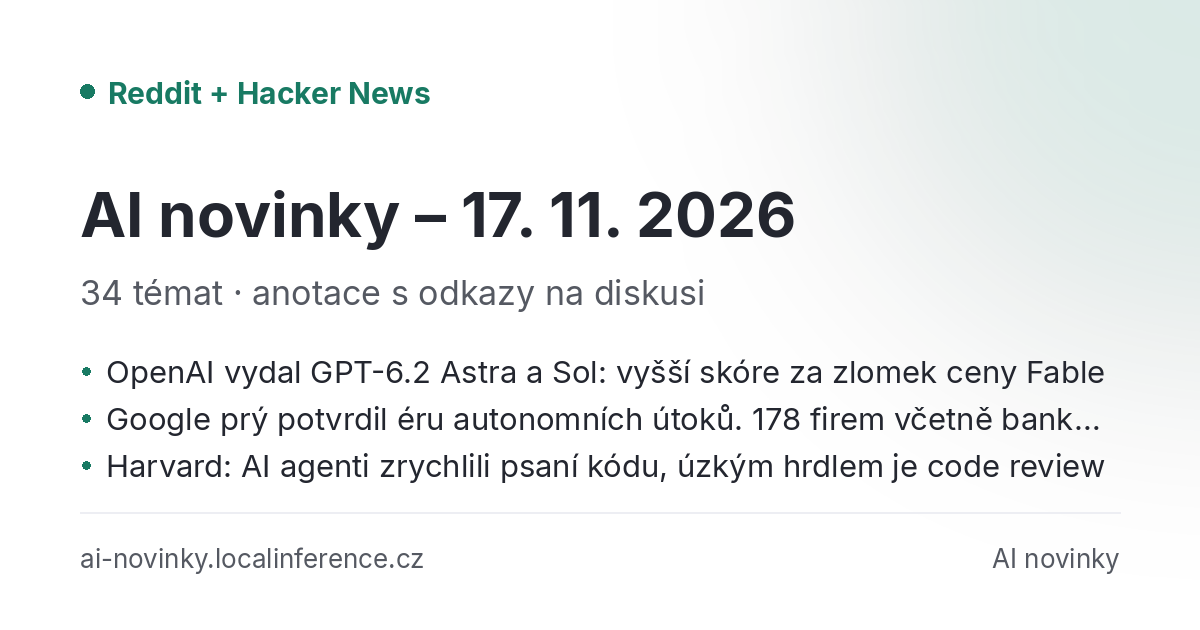 Reddit + Hacker News
AI novinky – 17. 11. 2026
34 témat · anotace s odkazy na diskusi
• OpenAI vydal GPT-6.2 Astra a Sol: vyšší skóre za zlomek ceny Fable
• Google prý potvrdil éru autonomních útoků. 178 firem včetně bank…
• Harvard: AI agenti zrychlili psaní kódu, úzkým hrdlem je code review
ai-novinky.localinference.cz
AI novinky